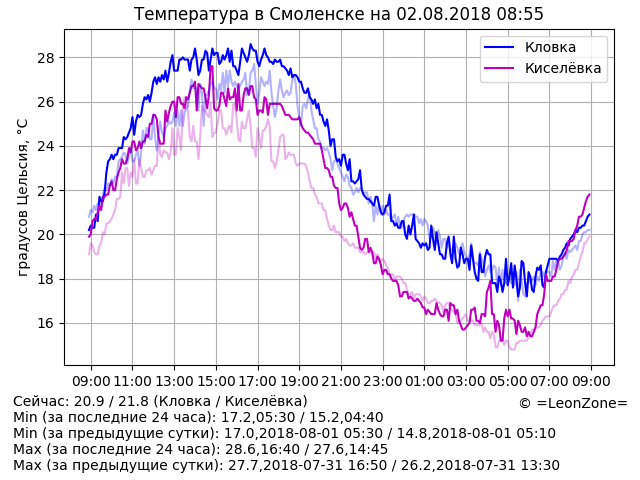 Температура в Смоленске на 02.08.2018 08:55
градусов Цельсия, °C
28
26
24
22
20
18
16
Кловка
Киселёвка
09:00 11:00 13:00 15:00 17:00 19:00 21:00 23:00 01:00 03:00 05:00 07:00 09:00
Сейчас: 20.9 / 21.8 (Кловка / Киселёвка)
© =LeonZone=
Min (за последние 24 часа): 17.2,05:30 / 15.2,04:40
Min (за предыдущие сутки): 17.0,2018-08-01 05:30 / 14.8,2018-08-01 05:10
Max (за последние 24 часа): 28.6,16:40 / 27.6,14:45
Max (за предыдущие сутки): 27.7,2018-07-31 16:50 / 26.2,2018-07-31 13:30